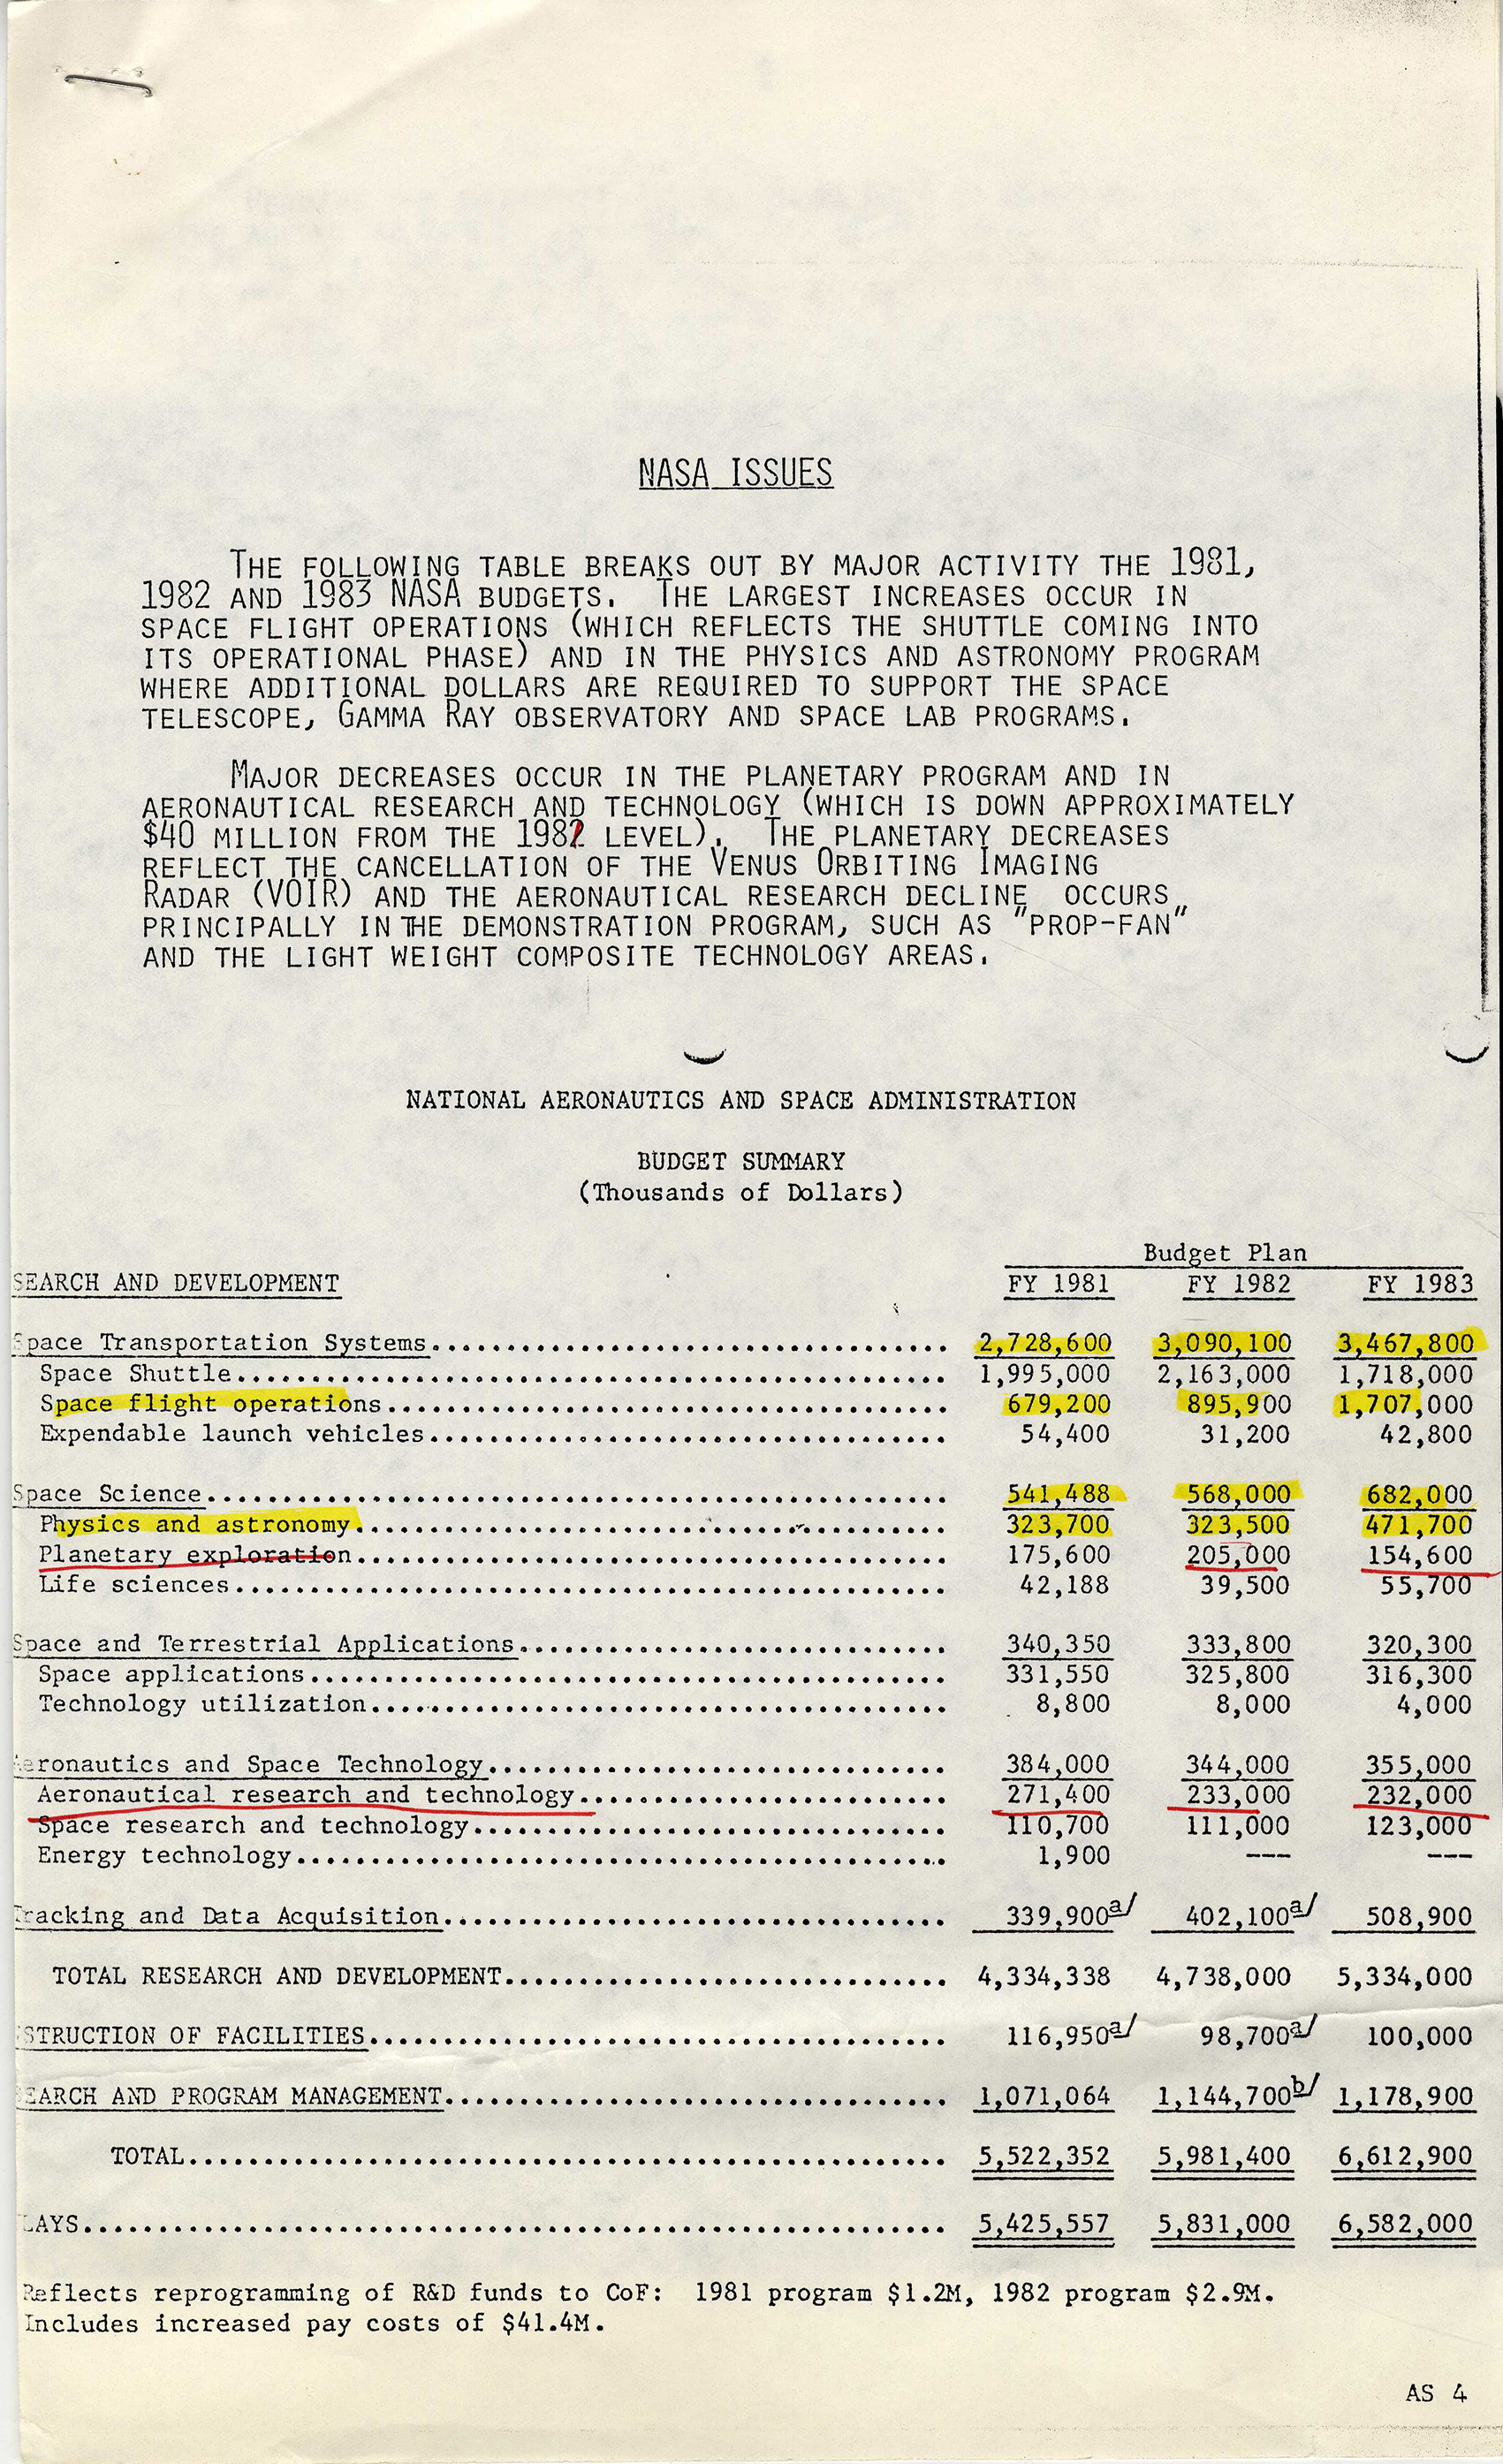 NASA ISSUES
THE FOLLOWING TABLE BREAKS OUT BY MAJOR ACTIVITY THE 1981,
1982 AND 1983 NASA BUDGETS. THE LARGEST INCREASES OCCUR IN
SPACE FLIGHT OPERATIONS (WHICH REFLECTS THE SHUTTLE COMING INTO
ITS OPERATIONAL PHASE) AND IN THE PHYSICS AND ASTRONOMY PROGRAM
WHERE ADDITIONAL DOLLARS ARE REQUIRED TO SUPPORT THE SPACE
TELESCOPE, GAMMA RAY OBSERVATORY AND SPACE LAB PROGRAMS.
MAJOR DECREASES OCCUR IN THE PLANETARY PROGRAM AND IN
AERONAUTICAL RESEARCH AND TECHNOLOGY (WHICH IS DOWN APPROXIMATELY
$40 MILLION FROM THE 1981 LEVEL). THE PLANETARY DECREASES
REFLECT THE CANCELLATION OF THE VENUS ORBITING IMAGING
RADAR (VOIR) AND THE AERONAUTICAL RESEARCH DECLINE OCCURS
PRINCIPALLY IN THE DEMONSTRATION PROGRAM, SUCH AS "PROP-FAN"
AND THE LIGHT WEIGHT COMPOSITE TECHNOLOGY AREAS.
NATIONAL AERONAUTICS AND SPACE ADMINISTRATION
BUDGET SUMMARY
(Thousands of Dollars)
Budget Plan
SEARCH AND DEVELOPMENT FY 1981 FY 1982 FY 1983
Space Transportation Systems 2,728,600 3,090,100 3,467,800
Space Shuttle 1,995,000 2,163,000 1,718,000
Space flight operations 679,200 895,900 1,707,000
Expendable launch vehicles 54,400 31,200 42,800
Space Science 541,488 568,000 682,000
Physics and astronomy 323,700 323,500 471,700
Planetary exploration 175,600 205,000 154,600
Life sciences 42,188 39,500 55,700
Space and Terrestrial Applications 340,350 333,800 320,300
Space applications 331,550 325,800 316,300
Technology utilization 8,800 8,000 4,000
eronautics and Space Technology 384,000 344,000 355,000
Aeronautical research and technology 271,400 233,000 232,000
Space research and technology 110,700 111,000 123,000
Energy technology 1,900 --- ---
Tracking and Data Acquisition 339,900a/ 402,100a/ 508,900
TOTAL RESEARCH AND DEVELOPMENT 4,334,338 4,738,000 5,334,000
STRUCTION OF FACILITIES 116,950a/ 98,700a/ 100,000
EARCH AND PROGRAM MANAGEMENT 1,071,064 1,144,700b/ 1,178,900
TOTAL 5,522,352 5,981,400 6,612,900
LAYS 5,425,557 5,831,000 6,582,000
Reflects reprogramming of R&D funds to CoF: 1981 program $1.2M, 1982 program $2.9M.
Includes increased pay costs of $41.4M.
AS 4